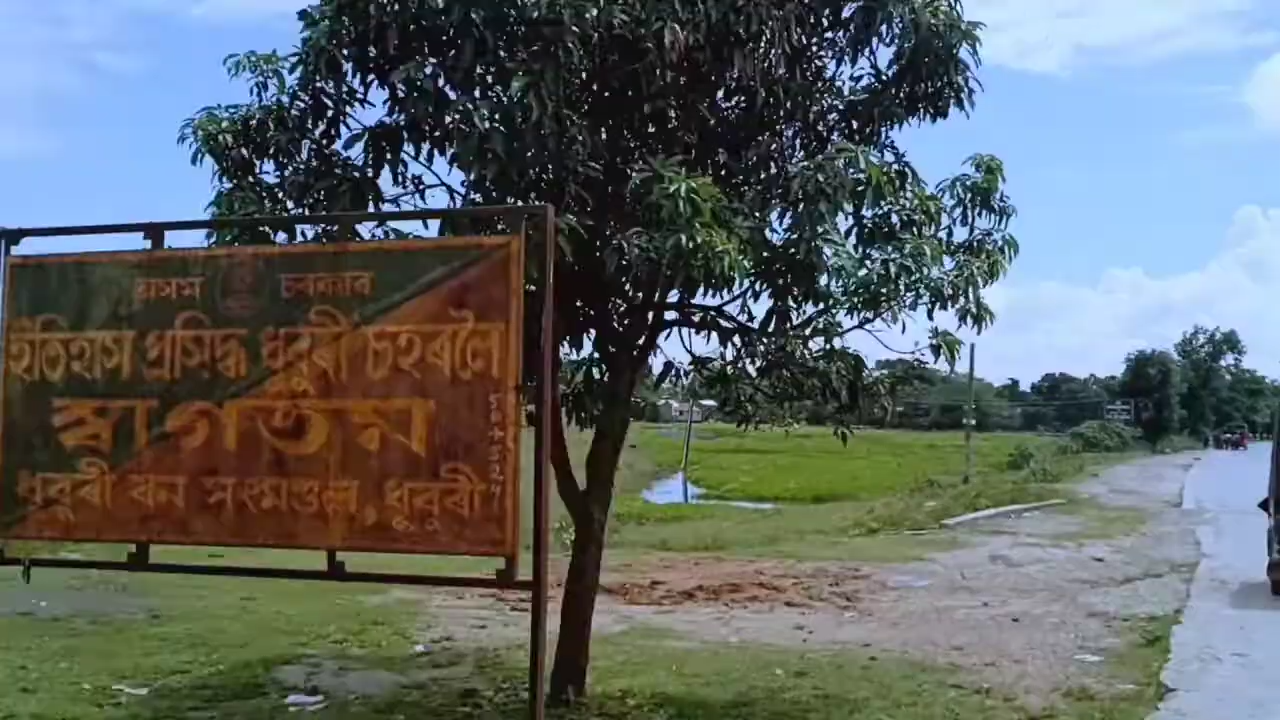 অসম চৰকাৰ
ইতিহাস প্ৰসিদ্ধ ধুবুৰী চহৰলৈ
স্বাগতম
ধুবুৰী বন সংমণ্ডল, ধুবুৰী